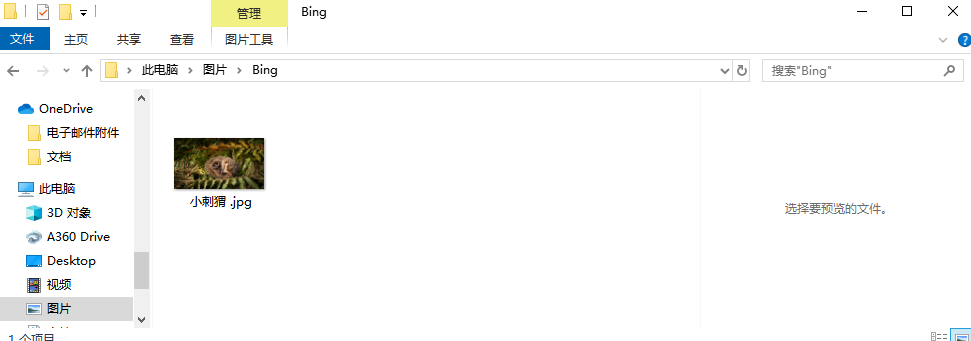 管理
Bing
文件
主页
共享
查看
图片工具
此电脑
图片
Bing
搜索"Bing"
OneDrive
电子邮件附件
文档
此电脑
3D 对象
A360 Drive
Desktop
视频
图片
小刺猬 .jpg
选择要预览的文件。
1 个项目